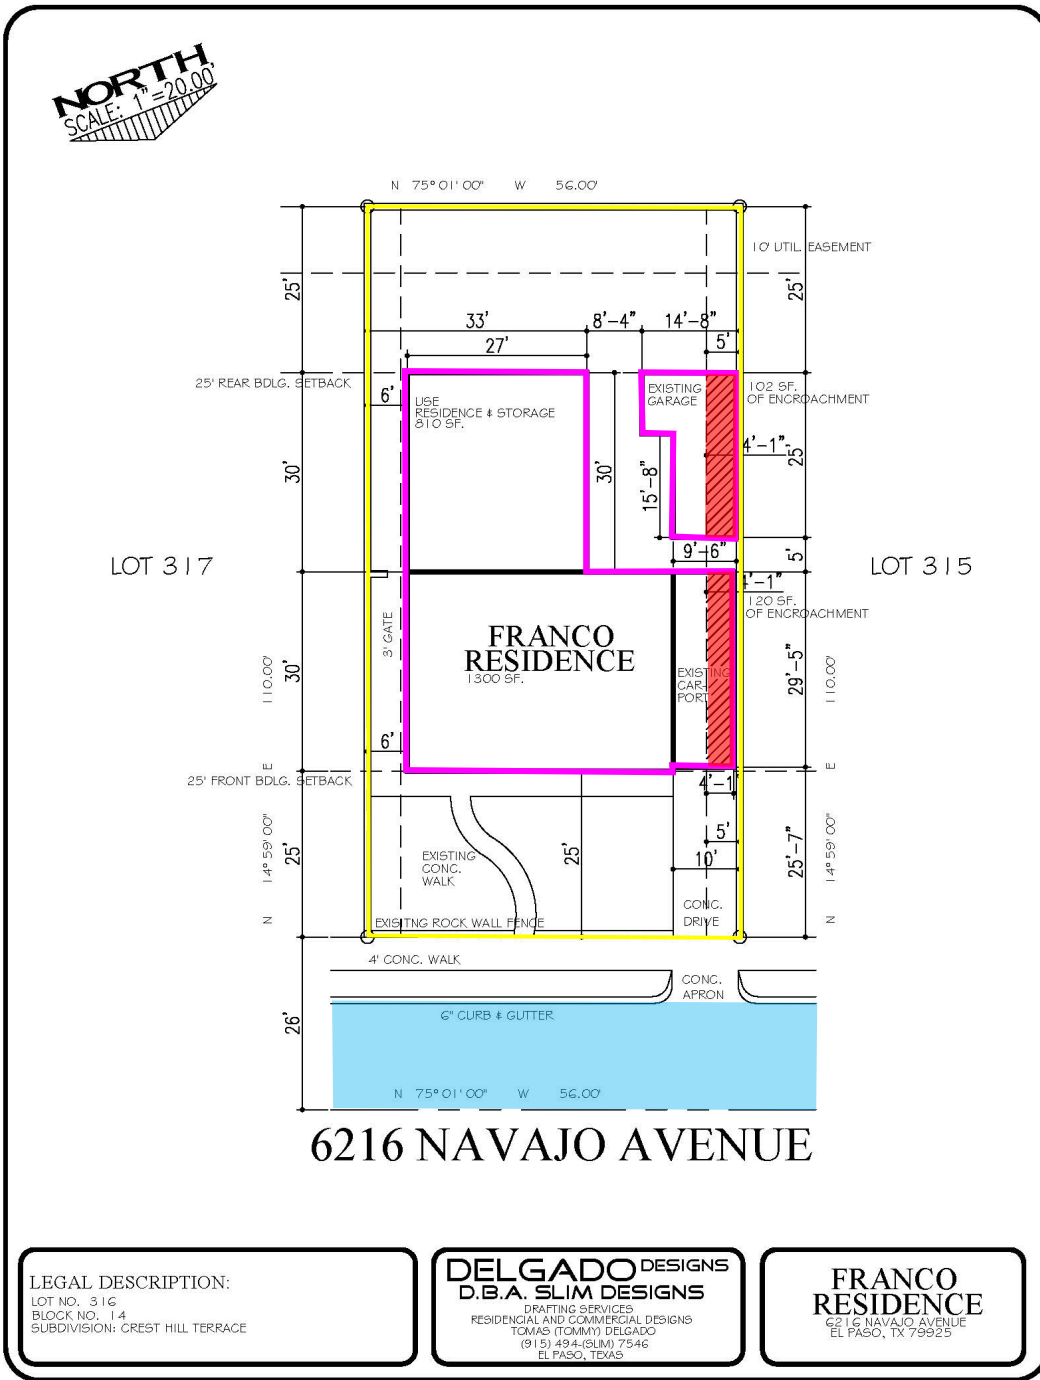 NORTH
SCALE: 1"=20.00'
N 75° 01' 00" W 56.00'
10' UTIL. EASEMENT
25'
25'
33'
8'-4"
14'-8"
27'
5'
25' REAR BDLG. SETBACK
6'
USE
RESIDENCE & STORAGE
810 SF.
EXISTING
GARAGE
102 SF.
OF ENCROACHMENT
4'-1"
25'
30'
30'
15'-8"
9'-6"
5'
LOT 317
LOT 315
4'-1"
120 SF.
OF ENCROACHMENT
3' GATE
FRANCO
RESIDENCE
1300 SF.
EXISTING
CAR-
PORT
29'-5"
30'
110.00'
110.00'
6'
25' FRONT BDLG. SETBACK
E
E
4'-1
5'
10'
25'
25'
25'-7"
14° 59' 00"
14° 59' 00"
EXISTING
CONC.
WALK
CONC.
DRIVE
N
N
EXISITNG ROCK WALL FENCE
4' CONC. WALK
CONC.
APRON
26'
6" CURB & GUTTER
N 75° 01' 00" W 56.00'
6216 NAVAJO AVENUE
LEGAL DESCRIPTION:
LOT NO. 316
BLOCK NO. 14
SUBDIVISION: CREST HILL TERRACE
DELGADO DESIGNS
D.B.A. SLIM DESIGNS
DRAFTING SERVICES
RESIDENCIAL AND COMMERCIAL DESIGNS
TOMAS (TOMMY) DELGADO
(915) 494-(SLIM) 7546
EL PASO, TEXAS
FRANCO
RESIDENCE
6216 NAVAJO AVENUE
EL PASO, TX 79925